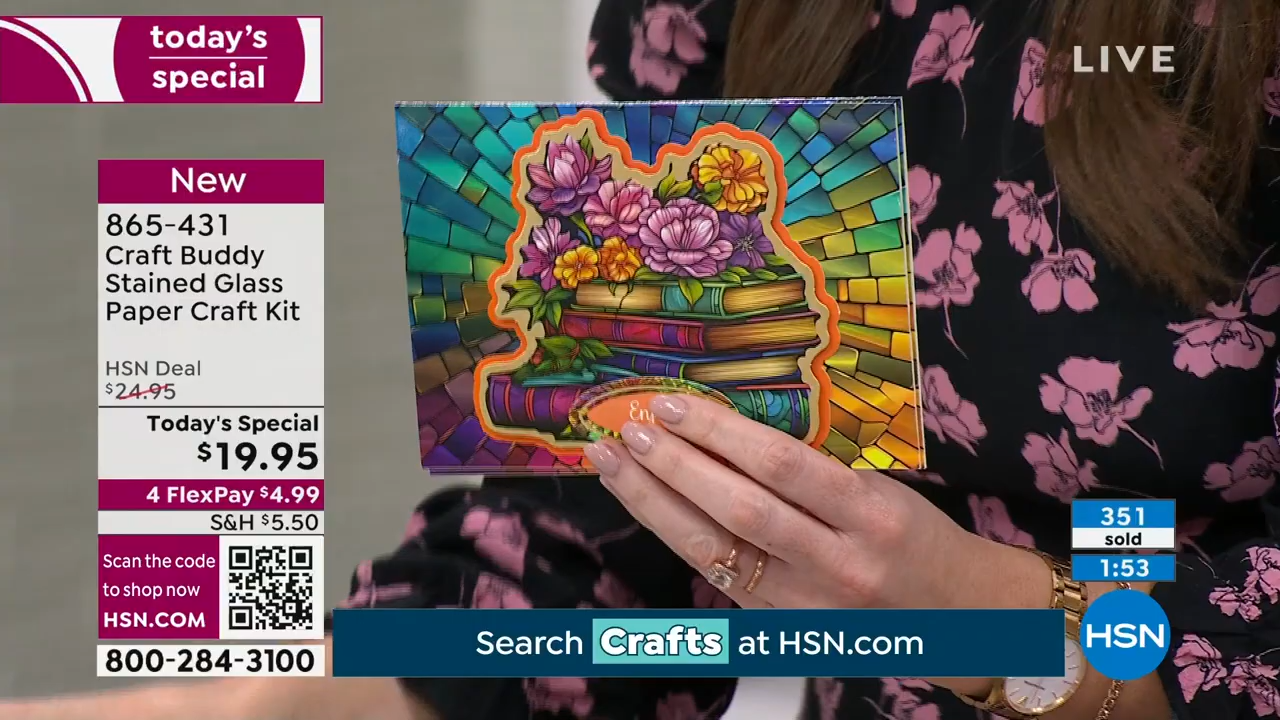 today's
special
LIVE
New
865-431
Craft Buddy
Stained Glass
Paper Craft Kit
HSN Deal
$24.95
Today's Special
$19.95
4 FlexPay $4.99
S&H $5.50
Scan the code
to shop now
HSN.COM
800-284-3100
351
sold
1:53
HSN
Search Crafts at HSN.com